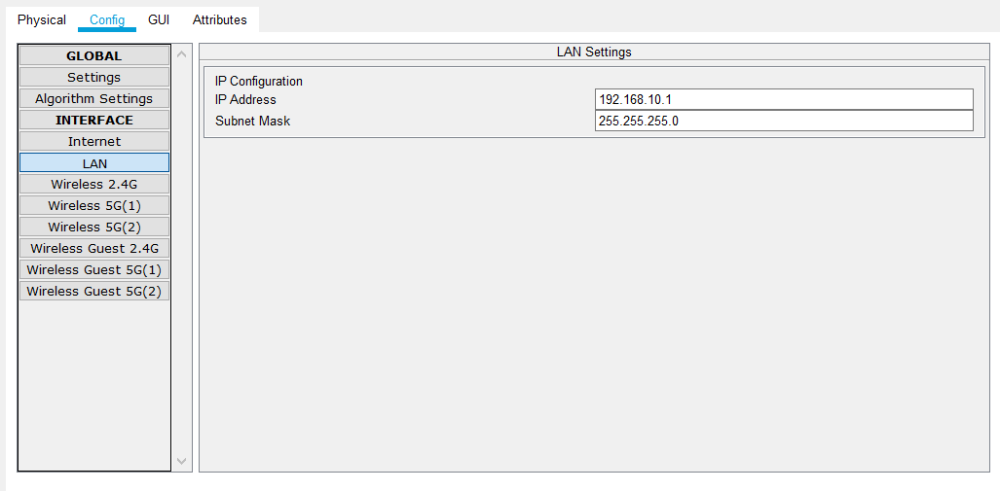 Physical Config GUI Attributes
GLOBAL
Settings
Algorithm Settings
INTERFACE
Internet
LAN
Wireless 2.4G
Wireless 5G(1)
Wireless 5G(2)
Wireless Guest 2.4G
Wireless Guest 5G(1)
Wireless Guest 5G(2)
LAN Settings
IP Configuration
IP Address 192.168.10.1
Subnet Mask 255.255.255.0